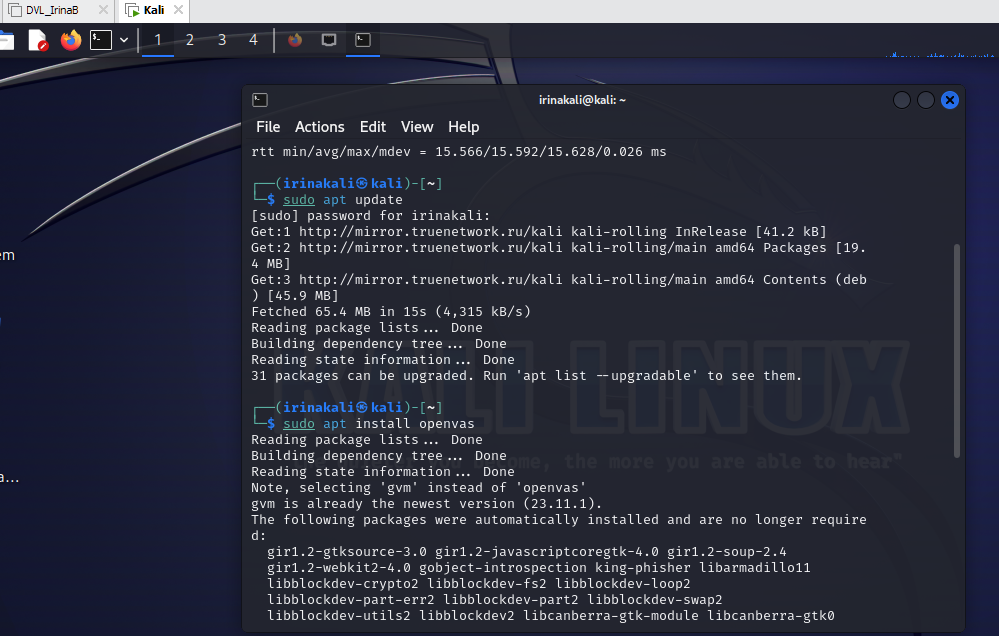 DVL_IrinaB
Kali
1 2 3 4
irinakali@kali: ~
File Actions Edit View Help
rtt min/avg/max/mdev = 15.566/15.592/15.628/0.026 ms
┌──(irinakali㉿kali)-[~]
└─$ sudo apt update
[sudo] password for irinakali:
Get:1 http://mirror.truenetwork.ru/kali kali-rolling InRelease [41.2 kB]
Get:2 http://mirror.truenetwork.ru/kali kali-rolling/main amd64 Packages [19.
4 MB]
Get:3 http://mirror.truenetwork.ru/kali kali-rolling/main amd64 Contents (deb
) [45.9 MB]
Fetched 65.4 MB in 15s (4,315 kB/s)
Reading package lists... Done
Building dependency tree... Done
Reading state information... Done
31 packages can be upgraded. Run 'apt list --upgradable' to see them.
┌──(irinakali㉿kali)-[~]
└─$ sudo apt install openvas
Reading package lists... Done
Building dependency tree... Done
Reading state information... Done
Note, selecting 'gvm' instead of 'openvas'
gvm is already the newest version (23.11.1).
The following packages were automatically installed and are no longer require
d:
gir1.2-gtksource-3.0 gir1.2-javascriptcoregtk-4.0 gir1.2-soup-2.4
gir1.2-webkit2-4.0 gobject-introspection king-phisher libarmadillo11
libblockdev-crypto2 libblockdev-fs2 libblockdev-loop2
libblockdev-part-err2 libblockdev-part2 libblockdev-swap2
libblockdev-utils2 libblockdev2 libcanberra-gtk-module libcanberra-gtk0
KALI LINUX
, the more you are able to hear"
em
a...